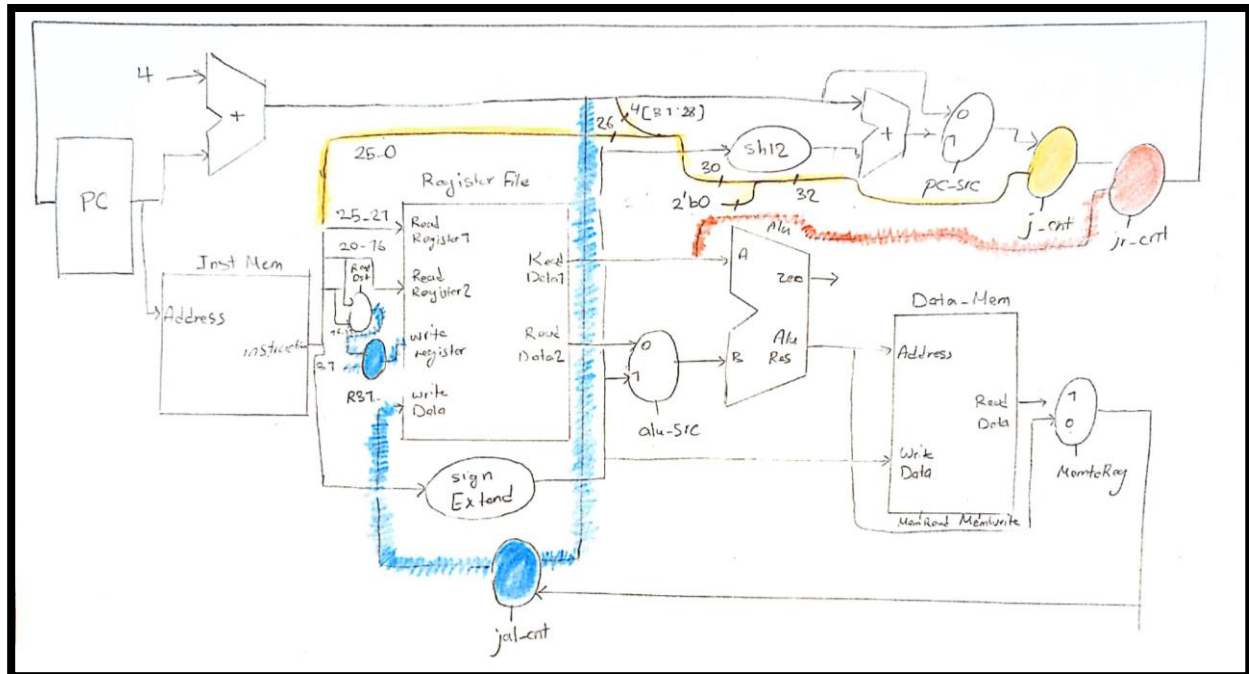 4
+
4[31:28]
26
25-0
sh12
+
0
1
PC-SrC
j-cnt
jr-cnt
30
32
2'b0
PC
Register File
25-21
Read
Register1
20-16
Reg
Dst
Read
Register2
Inst Mem
Address
instruction
31
write
register
R31
write
Data
Read
Data1
Read
Data2
Alu
A
zero
Alu
Res
B
0
1
alu-SrC
Data-Mem
Address
Read
Data
Write
Data
MemRead MemWrite
1
0
MemtoReg
sign
Extend
jal-cnt